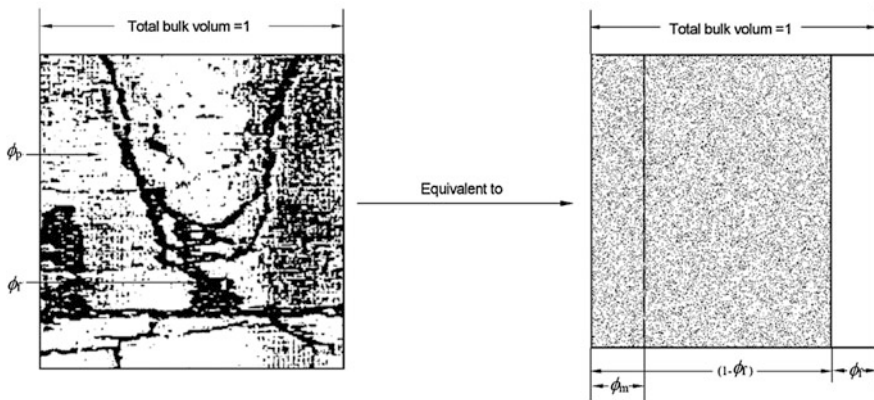 Total bulk volum =1
Total bulk volum =1
ϕp
Equivalent to
ϕf
(1-ϕf)
ϕf
ϕm